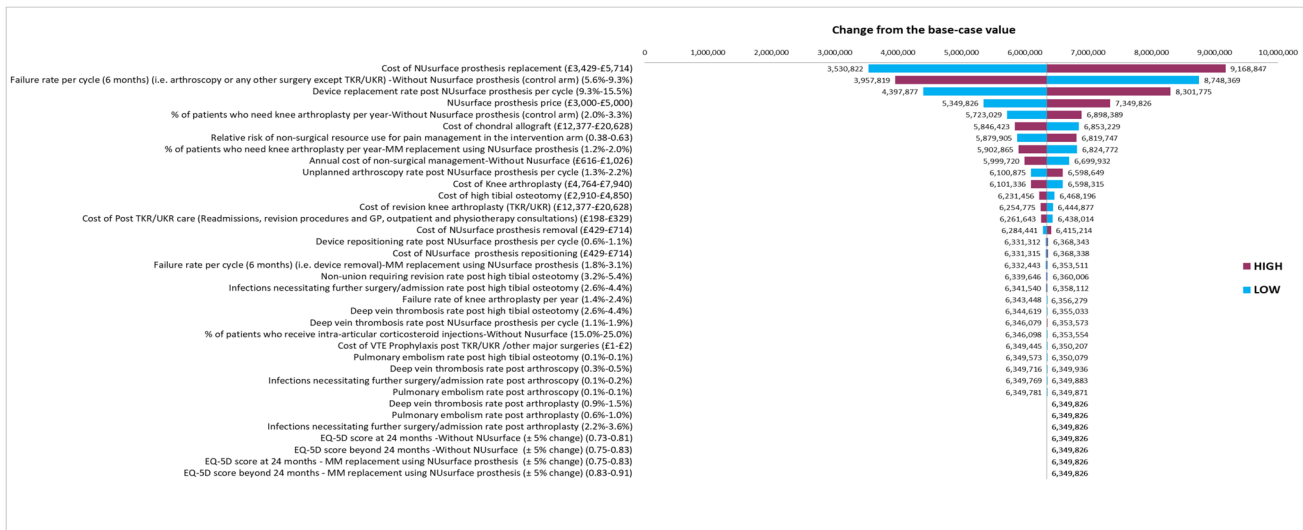 Change from the base-case value
0 1,000,000 2,000,000 3,000,000 4,000,000 5,000,000 6,000,000 7,000,000 8,000,000 9,000,000 10,000,000
Cost of NUsurface prosthesis replacement (£3,429-£5,714) 3,530,822 9,168,847
Failure rate per cycle (6 months) (i.e. arthroscopy or any other surgery except TKR/UKR) -Without Nusurface prosthesis (control arm) (5.6%-9.3%) 3,957,819 8,748,369
Device replacement rate post NUsurface prosthesis per cycle (9.3%-15.5%) 4,397,877 8,301,775
NUsurface prosthesis price (£3,000-£5,000) 5,349,826 7,349,826
% of patients who need knee arthroplasty per year-Without NUsurface prosthesis (control arm) (2.0%-3.3%) 5,723,029 6,898,389
Cost of chondral allograft (£12,377-£20,628) 5,846,423 6,853,229
Relative risk of non-surgical resource use for pain management in the intervention arm (0.38-0.63) 5,879,905 6,819,747
% of patients who need knee arthroplasty per year-MM replacement using NUsurface prosthesis (1.2%-2.0%) 5,902,865 6,824,772
Annual cost of non-surgical management-Without Nusurface (£616-£1,026) 5,999,720 6,699,932
Unplanned arthroscopy rate post NUsurface prosthesis per cycle (1.3%-2.2%) 6,100,875 6,598,649
Cost of Knee arthroplasty (£4,764-£7,940) 6,101,336 6,598,315
Cost of high tibial osteotomy (£2,910-£4,850) 6,231,456 6,468,196
Cost of revision knee arthroplasty (TKR/UKR) (£12,377-£20,628) 6,254,775 6,444,877
Cost of Post TKR/UKR care (Readmissions, revision procedures and GP, outpatient and physiotherapy consultations) (£198-£329) 6,261,643 6,438,014
Cost of NUsurface prosthesis removal (£429-£714) 6,284,441 6,415,214
Device repositioning rate post NUsurface prosthesis per cycle (0.6%-1.1%) 6,331,312 6,368,343
Cost of NUsurface prosthesis repositioning (£429-£714) 6,331,315 6,368,338
Failure rate per cycle (6 months) (i.e. device removal)-MM replacement using NUsurface prosthesis (1.8%-3.1%) 6,332,443 6,353,511
Non-union requiring revision rate post high tibial osteotomy (3.2%-5.4%) 6,339,646 6,360,006
Infections necessitating further surgery/admission rate post high tibial osteotomy (2.6%-4.4%) 6,341,540 6,358,112
Failure rate of knee arthroplasty per year (1.4%-2.4%) 6,343,448 6,356,279
Deep vein thrombosis rate post high tibial osteotomy (2.6%-4.4%) 6,344,619 6,355,033
Deep vein thrombosis rate post NUsurface prosthesis per cycle (1.1%-1.9%) 6,346,079 6,353,573
% of patients who receive intra-articular corticosteroid injections-Without Nusurface (15.0%-25.0%) 6,346,098 6,353,554
Cost of VTE Prophylaxis post TKR/UKR /other major surgeries (£1-£2) 6,349,445 6,350,207
Pulmonary embolism rate post high tibial osteotomy (0.1%-0.1%) 6,349,573 6,350,079
Deep vein thrombosis rate post arthroscopy (0.3%-0.5%) 6,349,716 6,349,936
Infections necessitating further surgery/admission rate post arthroscopy (0.1%-0.2%) 6,349,769 6,349,883
Pulmonary embolism rate post arthroscopy (0.1%-0.1%) 6,349,781 6,349,871
Deep vein thrombosis rate post arthroplasty (0.9%-1.5%) 6,349,826
Pulmonary embolism rate post arthroplasty (0.6%-1.0%) 6,349,826
Infections necessitating further surgery/admission rate post arthroplasty (2.2%-3.6%) 6,349,826
EQ-5D score at 24 months -Without NUsurface (± 5% change) (0.73-0.81) 6,349,826
EQ-5D score beyond 24 months -Without NUsurface (± 5% change) (0.75-0.83) 6,349,826
EQ-5D score at 24 months - MM replacement using NUsurface prosthesis (± 5% change) (0.75-0.83) 6,349,826
EQ-5D score beyond 24 months - MM replacement using NUsurface prosthesis (± 5% change) (0.83-0.91) 6,349,826
HIGH
LOW